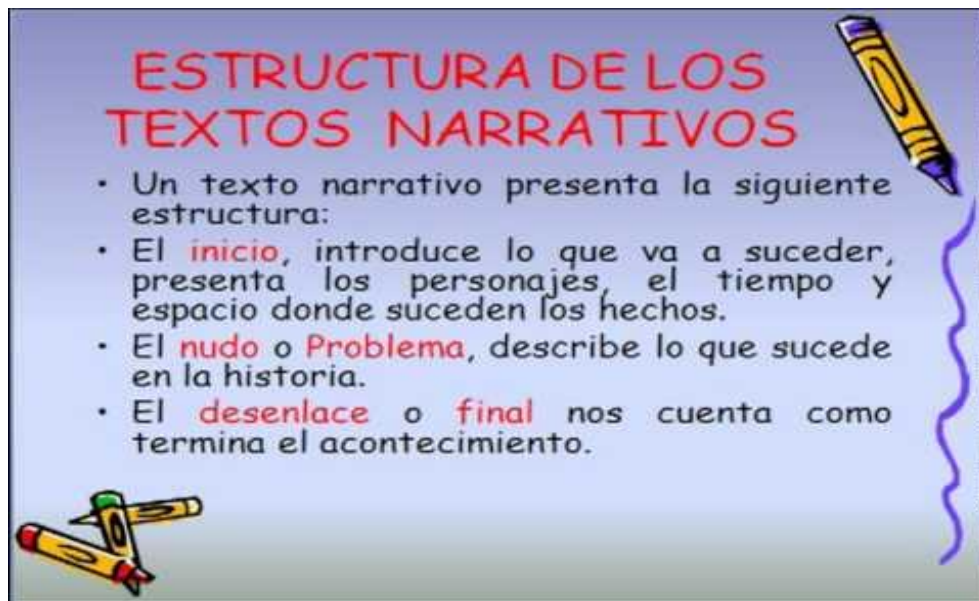 ESTRUCTURA DE LOS
TEXTOS NARRATIVOS
• Un texto narrativo presenta la siguiente
estructura:
• El inicio, introduce lo que va a suceder,
presenta los personajes, el tiempo y
espacio donde suceden los hechos.
• El nudo o Problema, describe lo que sucede
en la historia.
• El desenlace o final nos cuenta como
termina el acontecimiento.